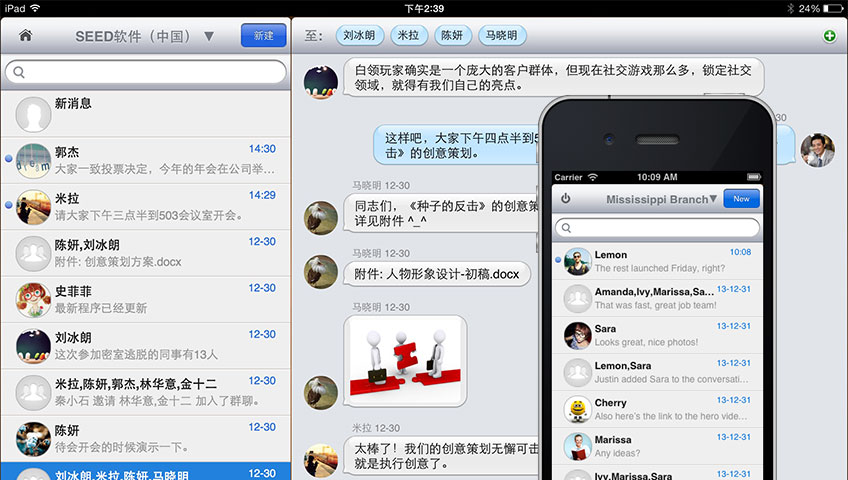 iPad
下午2:39
24%
SEED软件（中国） ▼
新建
新消息
郭杰 14:30
大家一致投票决定，今年的年会在公司举…
米拉 14:29
请大家下午三点半到503会议室开会。
陈妍,刘冰朗 12-30
附件: 创意策划方案.docx
史菲菲 12-30
最新程序已经更新
刘冰朗 12-30
这次参加密室逃脱的同事有13人
米拉,陈妍,郭杰,林华意,金十二 12-30
秦小石 邀请 林华意,金十二 加入了群聊。
陈妍 12-30
待会开会的时候演示一下。
刘冰朗,米拉,陈妍,马晓明 12-30
至: 刘冰朗 米拉 陈妍 马晓明
白领玩家确实是一个庞大的客户群体，但现在社交游戏那么多，锁定社交
领域，就得有我们自己的亮点。
30
这样吧，大家下午四点半到5
击》的创意策划。
马晓明 12-30
同志们，《种子的反击》的创意策
详见附件 ^_^
马晓明 12-30
附件: 人物形象设计-初稿.docx
马晓明 12-30
米拉 12-30
太棒了！我们的创意策划无懈可击
就是执行创意了。
Carrier 10:09 AM
Mississippi Branch▼ New
Lemon 10:08
The rest launched Friday, right?
Amanda,Ivy,Marissa,Sa... 13-12-31
That was fast, great job team!
Sara 13-12-31
Looks great, nice photos!
Lemon,Sara 13-12-31
Justin added Sara to the conversati...
Cherry 13-12-31
Also here's the link to the hero vide...
Marissa 13-12-31
Any ideas?
Ivy,Marissa,Sara 13-12-31